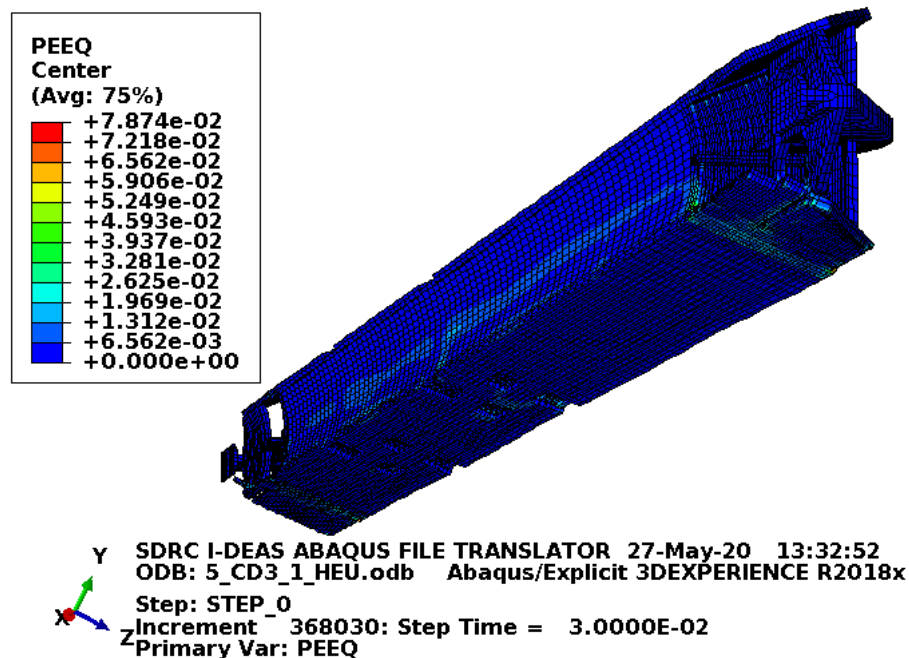 PEEQ
Center
(Avg: 75%)
+7.874e-02
+7.218e-02
+6.562e-02
+5.906e-02
+5.249e-02
+4.593e-02
+3.937e-02
+3.281e-02
+2.625e-02
+1.969e-02
+1.312e-02
+6.562e-03
+0.000e+00
Y
X
Z
SDRC I-DEAS ABAQUS FILE TRANSLATOR 27-May-20 13:32:52
ODB: 5_CD3_1_HEU.odb Abaqus/Explicit 3DEXPERIENCE R2018x
Step: STEP_0
Increment 368030: Step Time = 3.0000E-02
Primary Var: PEEQ